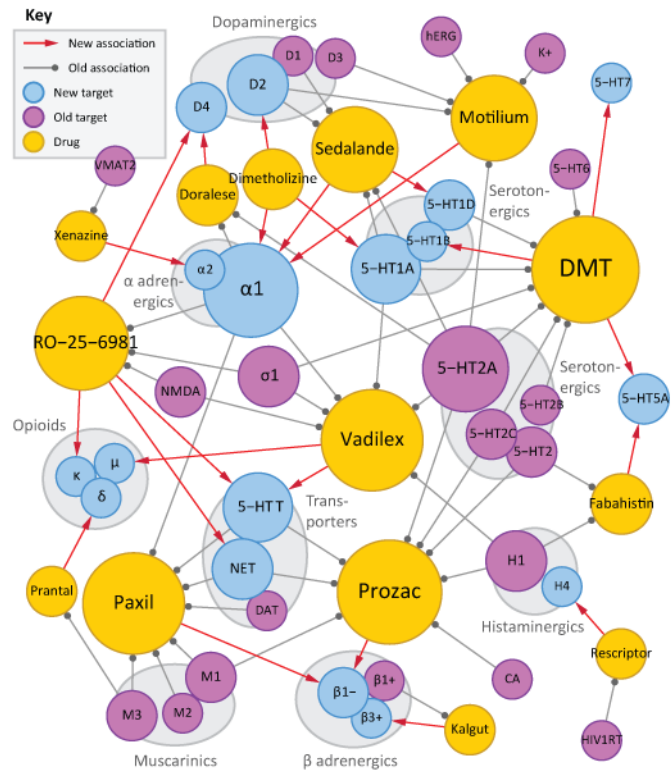 Key
New association
Old association
New target
Old target
Drug
Dopaminergics
D1
D3
D2
D4
hERG
K+
Motilium
5-HT7
Sedalande
VMAT2
Doralese
Dimetholizine
5-HT6
Seroton-
ergics
5-HT1D
5-HT1B
5-HT1A
Xenazine
α adren-
ergics
α2
α1
DMT
RO-25-6981
NMDA
σ1
5-HT2A
Seroton-
ergics
5-HT2B
5-HT2C
5-HT2
5-HT5A
Opioids
κ
μ
δ
Vadilex
Fabahistin
5-HTT
Trans-
porters
NET
DAT
H1
H4
Histaminergics
Prantal
Paxil
Prozac
Rescriptor
M1
M2
M3
Muscarinics
β1-
β1+
β3+
β adrenergics
CA
Kalgut
HIV1RT